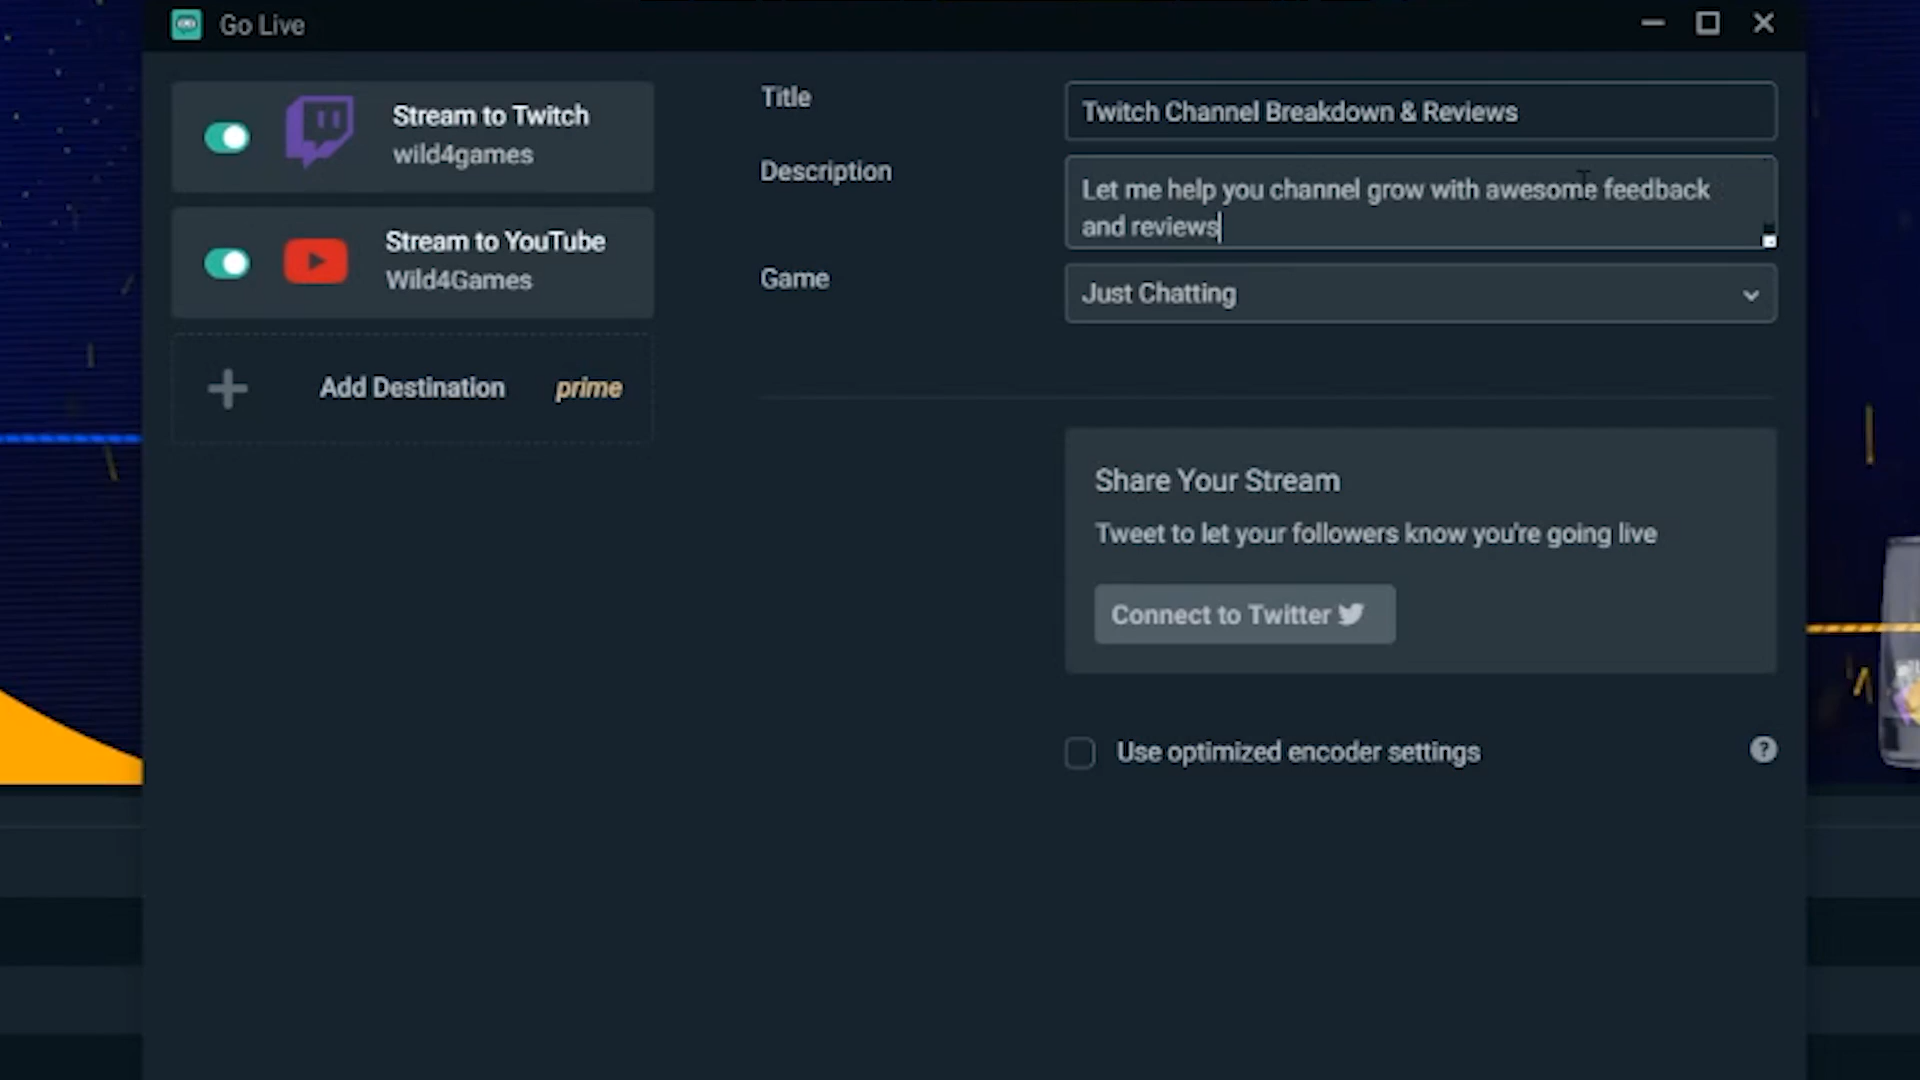 Go Live
Stream to Twitch
wild4games
Stream to YouTube
Wild4Games
Add Destination prime
Title
Twitch Channel Breakdown & Reviews
Description
Let me help you channel grow with awesome feedback
and reviews
Game
Just Chatting
Share Your Stream
Tweet to let your followers know you're going live
Connect to Twitter
Use optimized encoder settings
?